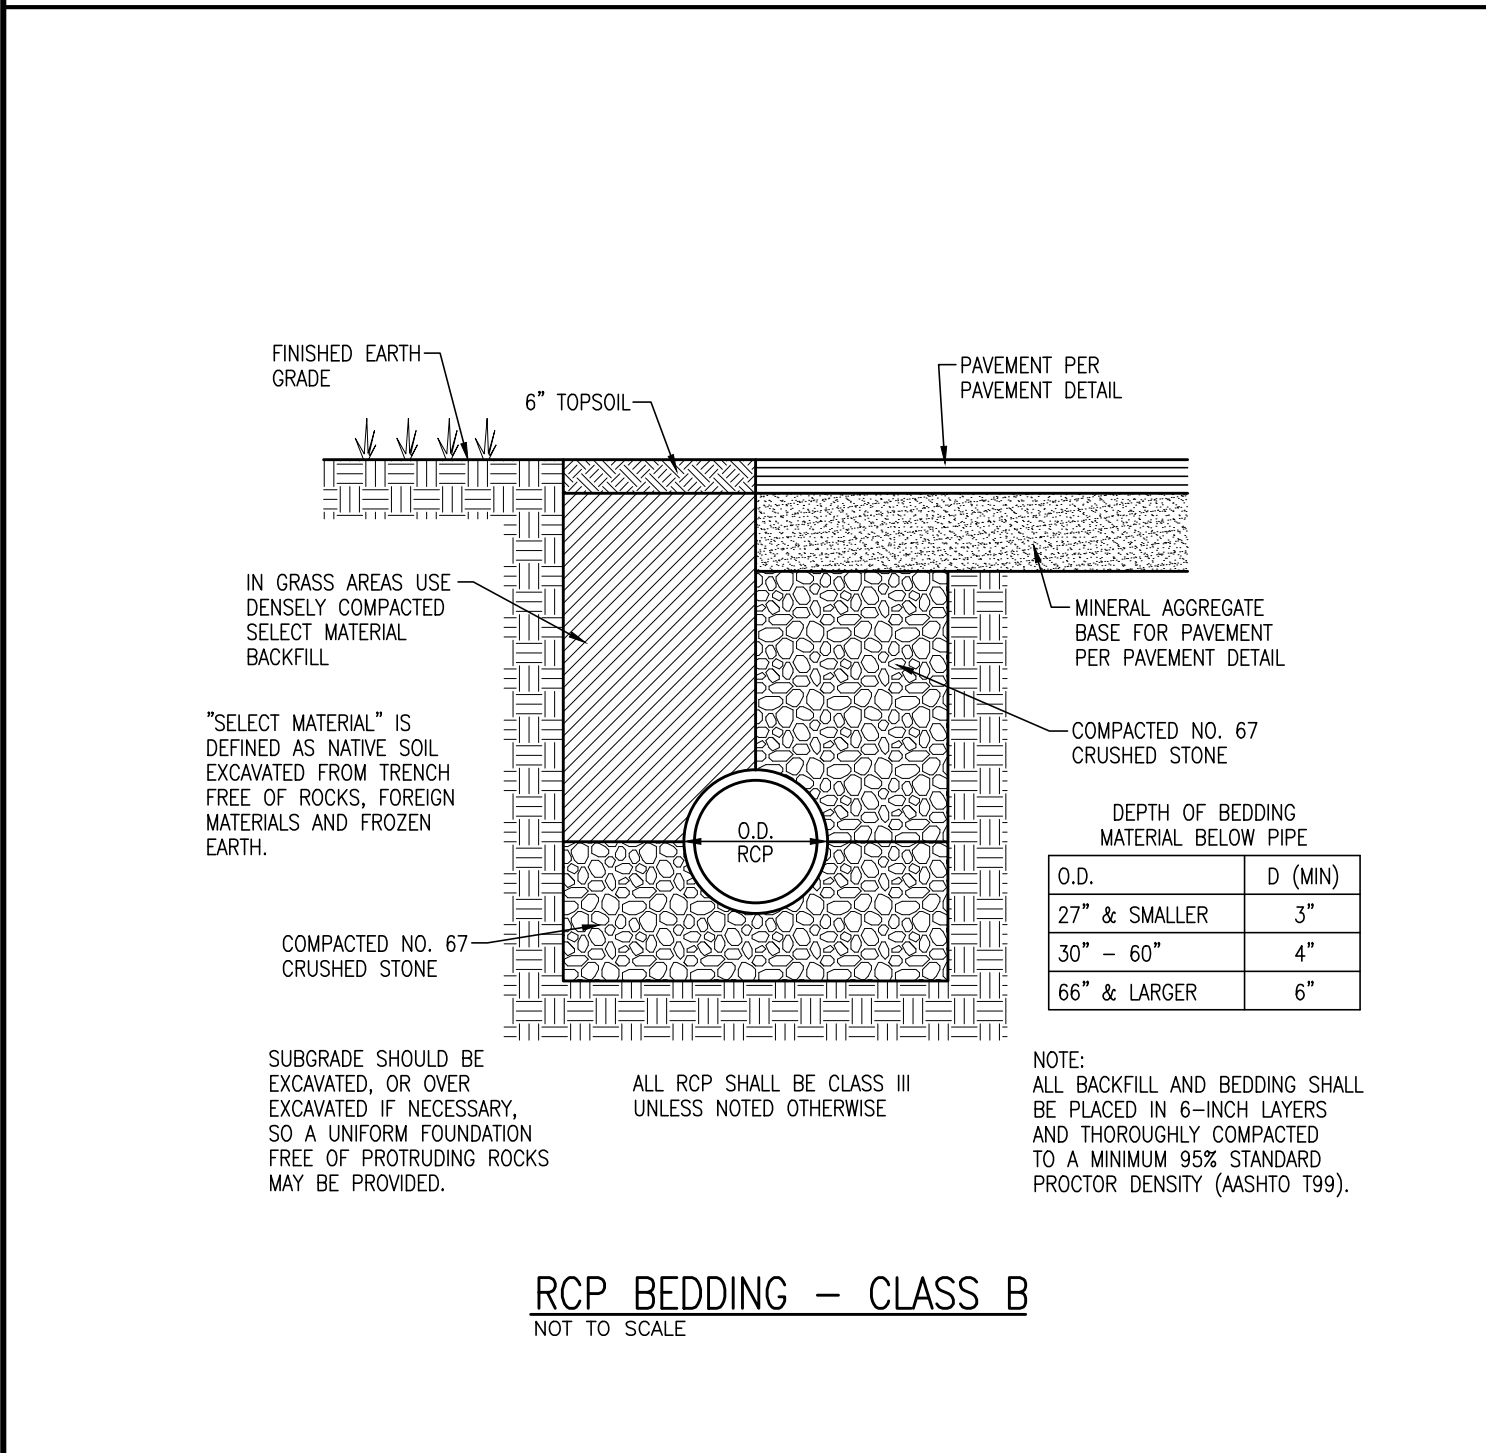 FINISHED EARTH
GRADE
6" TOPSOIL
PAVEMENT PER
PAVEMENT DETAIL
IN GRASS AREAS USE
DENSELY COMPACTED
SELECT MATERIAL
BACKFILL
MINERAL AGGREGATE
BASE FOR PAVEMENT
PER PAVEMENT DETAIL
"SELECT MATERIAL" IS
DEFINED AS NATIVE SOIL
EXCAVATED FROM TRENCH
FREE OF ROCKS, FOREIGN
MATERIALS AND FROZEN
EARTH.
COMPACTED NO. 67
CRUSHED STONE
O.D.
RCP
DEPTH OF BEDDING
MATERIAL BELOW PIPE
O.D. D (MIN)
27" & SMALLER 3"
30" – 60" 4"
66" & LARGER 6"
COMPACTED NO. 67
CRUSHED STONE
SUBGRADE SHOULD BE
EXCAVATED, OR OVER
EXCAVATED IF NECESSARY,
SO A UNIFORM FOUNDATION
FREE OF PROTRUDING ROCKS
MAY BE PROVIDED.
ALL RCP SHALL BE CLASS III
UNLESS NOTED OTHERWISE
NOTE:
ALL BACKFILL AND BEDDING SHALL
BE PLACED IN 6-INCH LAYERS
AND THOROUGHLY COMPACTED
TO A MINIMUM 95% STANDARD
PROCTOR DENSITY (AASHTO T99).
RCP BEDDING – CLASS B
NOT TO SCALE